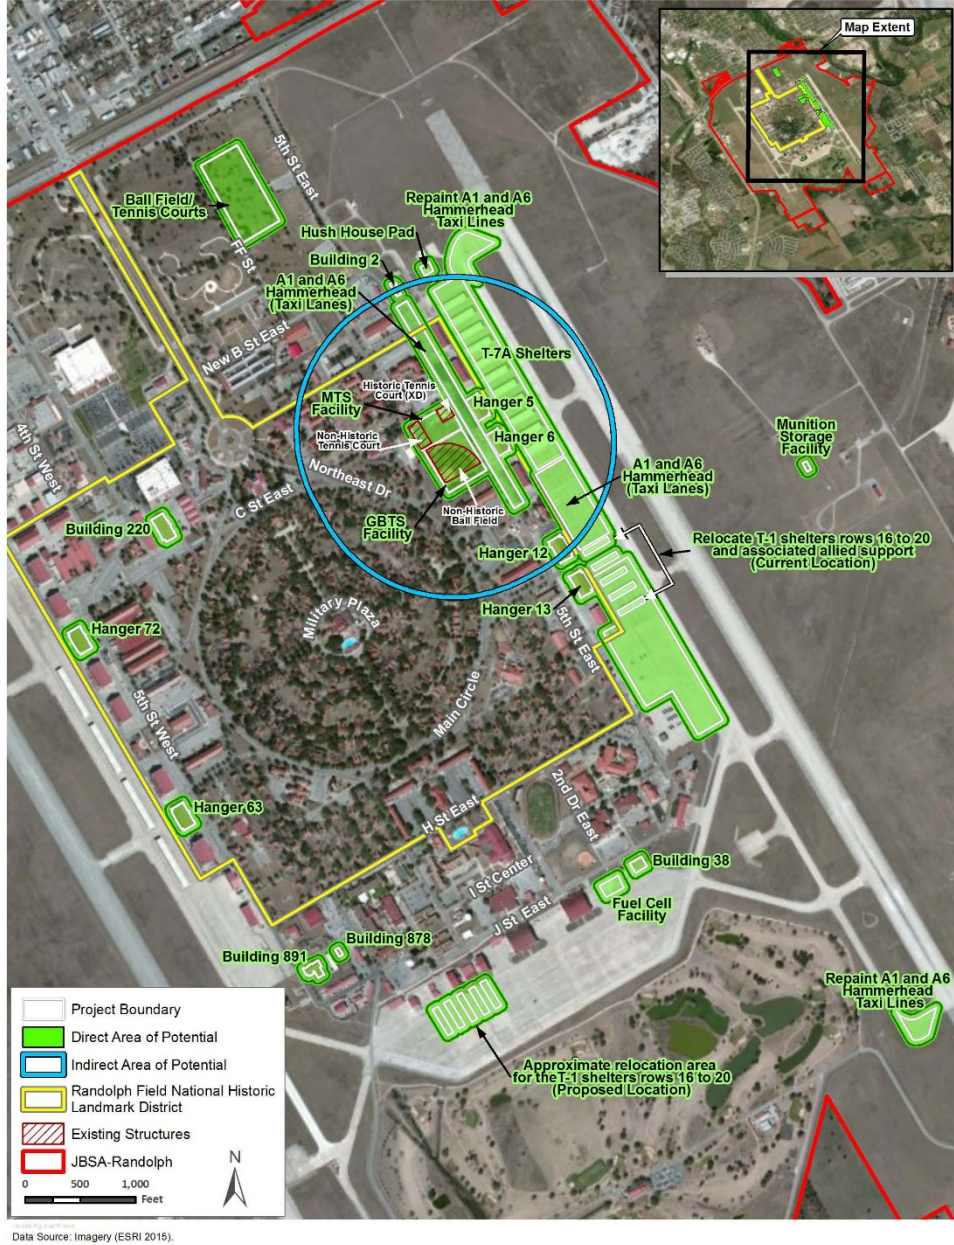 Map Extent
5th St East
Ball Field/
Tennis Courts
FF St
Repaint A1 and A6
Hammerhead
Taxi Lines
Hush House Pad
Building 2
A1 and A6
Hammerhead
(Taxi Lanes)
New B St East
T-7A Shelters
Historic Tennis
Court (XD)
MTS
Facility
Hanger 5
Non-Historic
Tennis Court
Hanger 6
Munition
Storage
Facility
4th St West
Northeast Dr
C St East
A1 and A6
Hammerhead
(Taxi Lanes)
Non-Historic
Ball Field
GBTS
Facility
Building 220
Hanger 12
Relocate T-1 shelters rows 16 to 20
and associated allied support
(Current Location)
Hanger 13
Military Plaza
5th St East
Hanger 72
5th St West
Main Circle
2nd Dr East
Hanger 63
H St East
I St Center
Building 38
Fuel Cell
Facility
J St East
Building 878
Building 891
Repaint A1 and A6
Hammerhead
Taxi Lines
Approximate relocation area
for the T-1 shelters rows 16 to 20
(Proposed Location)
Project Boundary
Direct Area of Potential
Indirect Area of Potential
Randolph Field National Historic
Landmark District
Existing Structures
JBSA-Randolph
N
0 500 1,000
Feet
Data Source: Imagery (ESRI 2015).